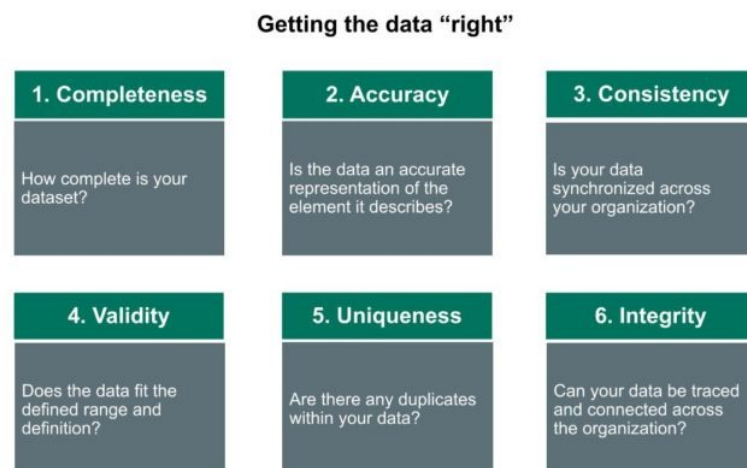 Getting the data “right”
1. Completeness
How complete is your
dataset?
2. Accuracy
Is the data an accurate
representation of the
element it describes?
3. Consistency
Is your data
synchronized across
your organization?
4. Validity
Does the data fit the
defined range and
definition?
5. Uniqueness
Are there any duplicates
within your data?
6. Integrity
Can your data be traced
and connected across
the organization?